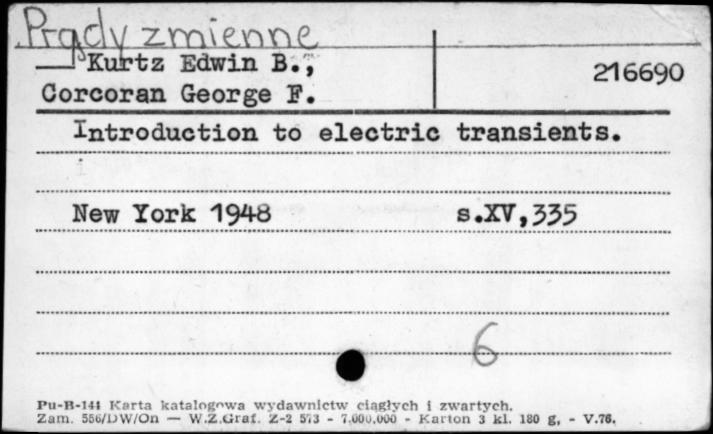 Prądy zmienne
Kurtz Edwin B.,
216690
Corcoran George F.
Introduction to electric transients.
New York 1948 s.XV,335
6
Pu-B-144 Karta katalogowa wydawnictw ciągłych i zwartych.
Zam. 556/DW/On — W.Z.Graf. Z-2 573 - 7.000.000 - Karton 3 kl. 180 g. - V.76.